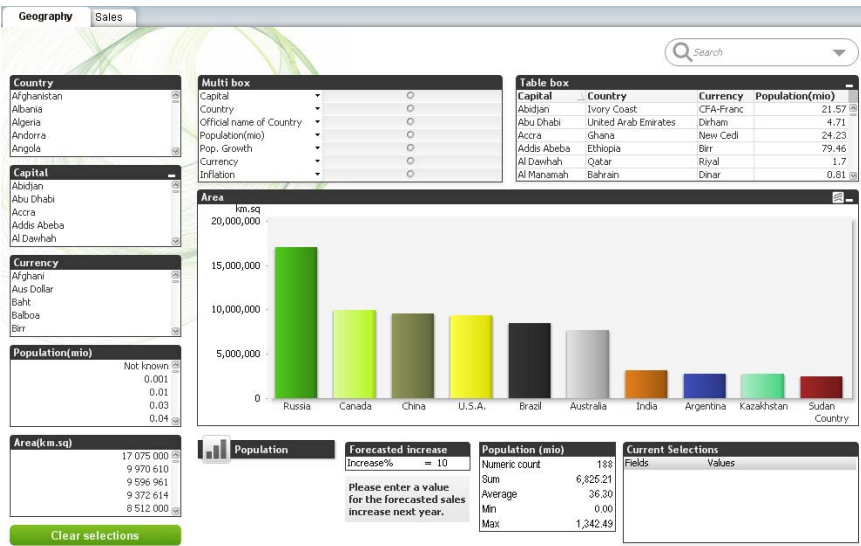 Geography Sales
Search
Country
Afghanistan
Albania
Algeria
Andorra
Angola
Capital
Abidjan
Abu Dhabi
Accra
Addis Abeba
Al Dawhah
Currency
Afghani
Aus Dollar
Baht
Balboa
Birr
Population(mio)
Not known
0.001
0.01
0.03
0.04
Area(km.sq)
17 075 000
9 970 610
9 596 961
9 372 614
8 512 000
Clear selections
Multi box
Capital
Country
Official name of Country
Population(mio)
Pop. Growth
Currency
Inflation
Table box
Capital Country Currency Population(mio)
Abidjan Ivory Coast CFA-Franc 21.57
Abu Dhabi United Arab Emirates Dirham 4.71
Accra Ghana New Cedi 24.23
Addis Abeba Ethiopia Birr 79.46
Al Dawhah Qatar Riyal 1.7
Al Manamah Bahrain Dinar 0.81
Area
km.sq
20,000,000
15,000,000
10,000,000
5,000,000
0
Russia Canada China U.S.A. Brazil Australia India Argentina Kazakhstan Sudan
Country
Population
Forecasted increase
Increase% = 10
Please enter a value
for the forecasted sales
increase next year.
Population (mio)
Numeric count 188
Sum 6,825.21
Average 36.30
Min 0.00
Max 1,342.49
Current Selections
Fields Values